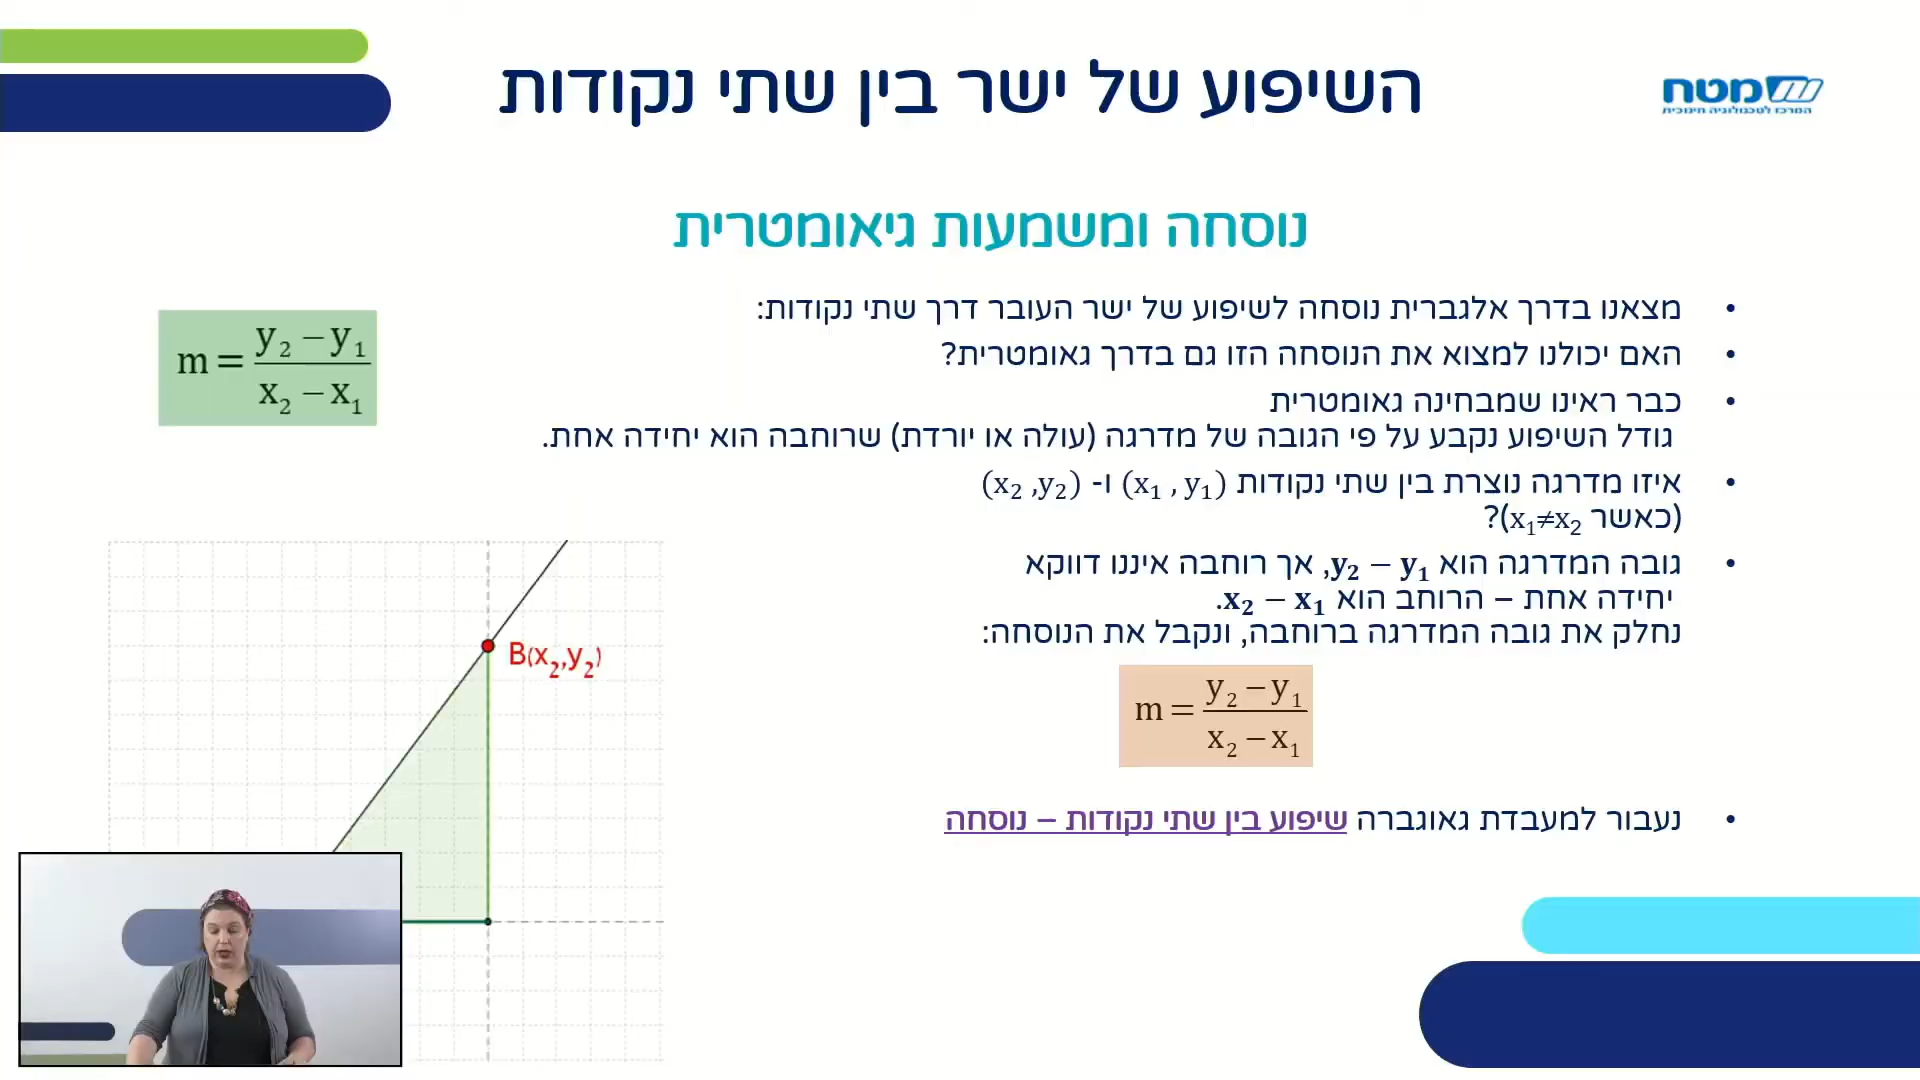 השיפוע של ישר בין שתי נקודות
מטח
המרכז לטכנולוגיה חינוכית
נוסחה ומשמעות גיאומטרית
• מצאנו בדרך אלגברית נוסחה לשיפוע של ישר העובר דרך שתי נקודות:
m = (y₂ − y₁)/(x₂ − x₁)
• האם יכולנו למצוא את הנוסחה הזו גם בדרך גאומטרית?
• כבר ראינו שמבחינה גאומטרית
גודל השיפוע נקבע על פי הגובה של מדרגה (עולה או יורדת) שרוחבה הוא יחידה אחת.
• איזו מדרגה נוצרת בין שתי נקודות (x₁ , y₁) ו- (x₂ ,y₂)
(כאשר x₁≠x₂)?
• גובה המדרגה הוא y₂ − y₁, אך רוחבה איננו דווקא
יחידה אחת – הרוחב הוא x₂ − x₁.
נחלק את גובה המדרגה ברוחבה, ונקבל את הנוסחה:
m = (y₂ − y₁)/(x₂ − x₁)
• נעבור למעבדת גאוגברה שיפוע בין שתי נקודות – נוסחה
B(x₂,y₂)